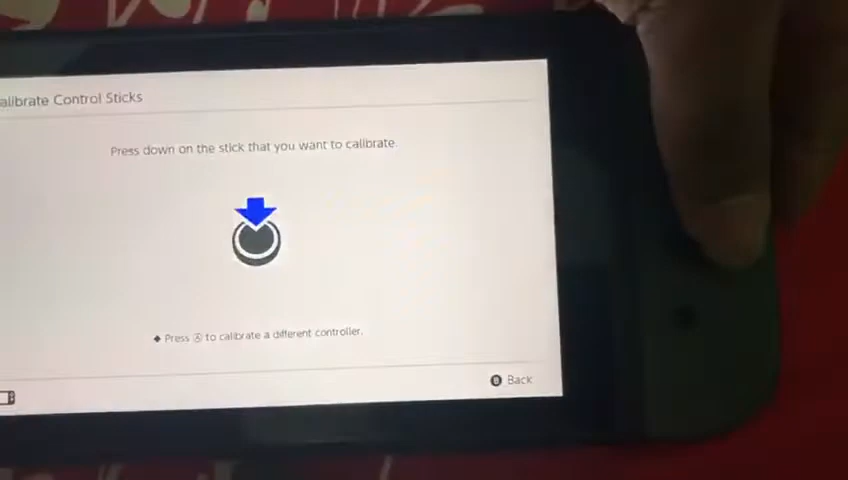 alibrate Control Sticks
Press down on the stick that you want to calibrate.
◆ Press Ⓐ to calibrate a different controller.
B Back